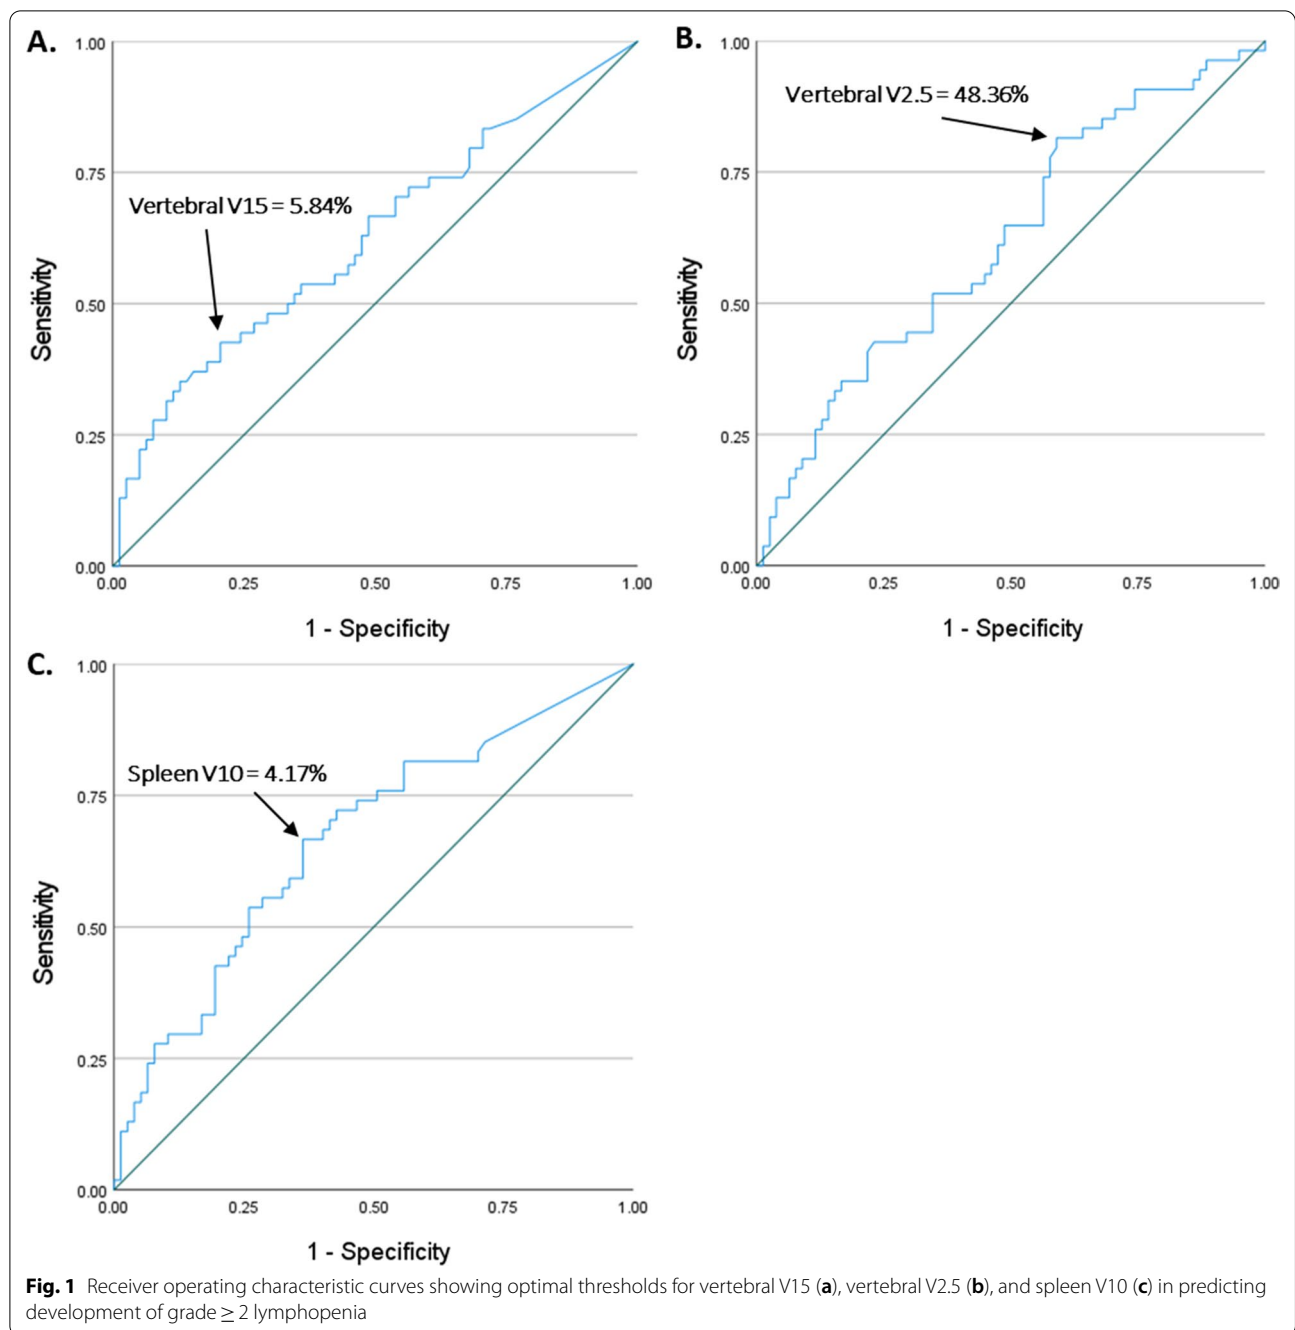 A.
1.00
0.75
0.50
0.25
0.00
Sensitivity
Vertebral V15 = 5.84%
0.00 0.25 0.50 0.75 1.00
1 - Specificity
B.
1.00
0.75
0.50
0.25
0.00
Sensitivity
Vertebral V2.5 = 48.36%
0.00 0.25 0.50 0.75 1.00
1 - Specificity
C.
1.00
0.75
0.50
0.25
0.00
Sensitivity
Spleen V10 = 4.17%
0.00 0.25 0.50 0.75 1.00
1 - Specificity
Fig. 1 Receiver operating characteristic curves showing optimal thresholds for vertebral V15 (a), vertebral V2.5 (b), and spleen V10 (c) in predicting
development of grade ≥ 2 lymphopenia